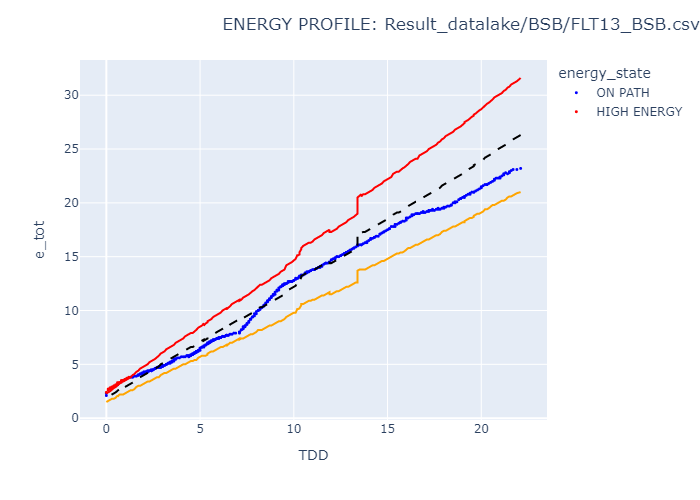 ENERGY PROFILE: Result_datalake/BSB/FLT13_BSB.csv
energy_state
ON PATH
HIGH ENERGY
e_tot
30
25
20
15
10
5
0
0 5 10 15 20
TDD